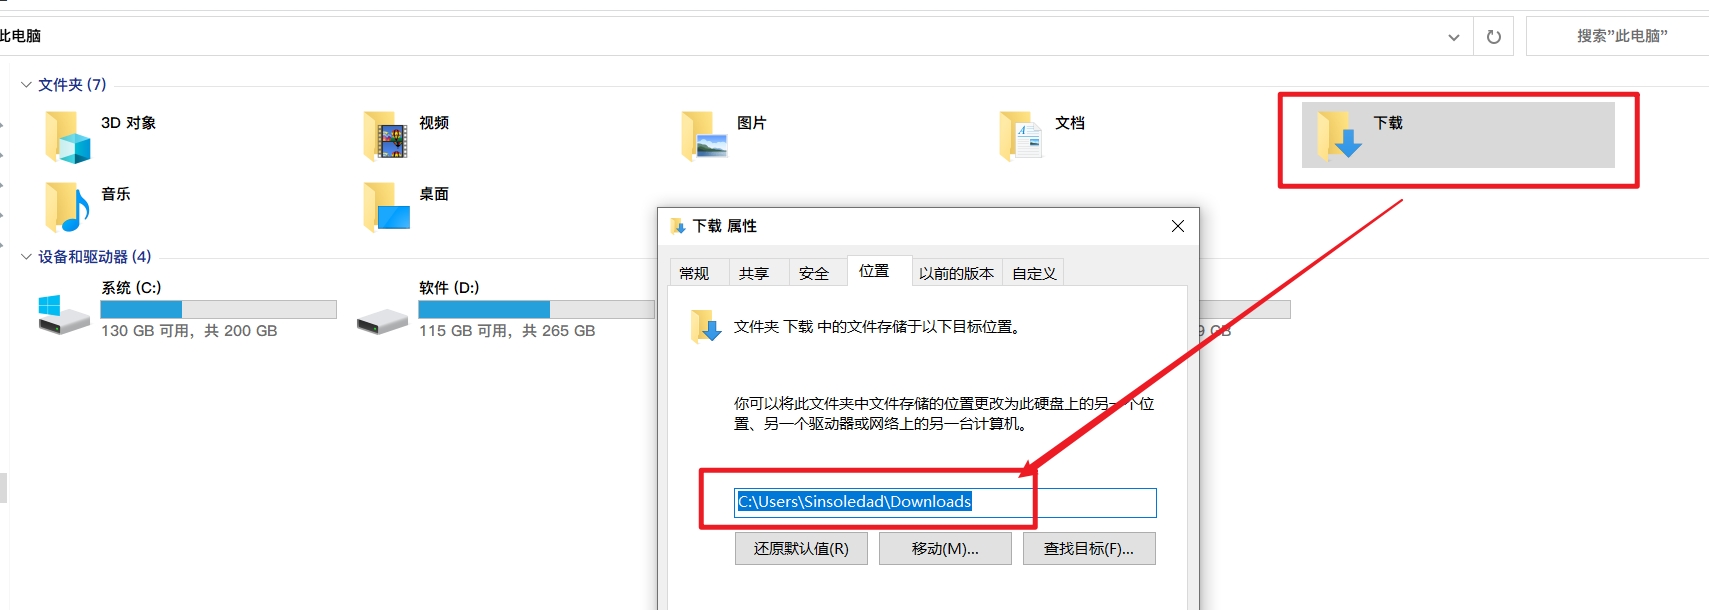 此电脑
搜索"此电脑"
文件夹 (7)
3D 对象
视频
图片
文档
下载
音乐
桌面
设备和驱动器 (4)
系统 (C:)
130 GB 可用，共 200 GB
软件 (D:)
115 GB 可用，共 265 GB
9 GB
下载 属性
常规
共享
安全
位置
以前的版本
自定义
文件夹 下载 中的文件存储于以下目标位置。
你可以将此文件夹中文件存储的位置更改为此硬盘上的另一个位
置、另一个驱动器或网络上的另一台计算机。
C:\Users\Sinsoledad\Downloads
还原默认值(R)
移动(M)...
查找目标(F)...